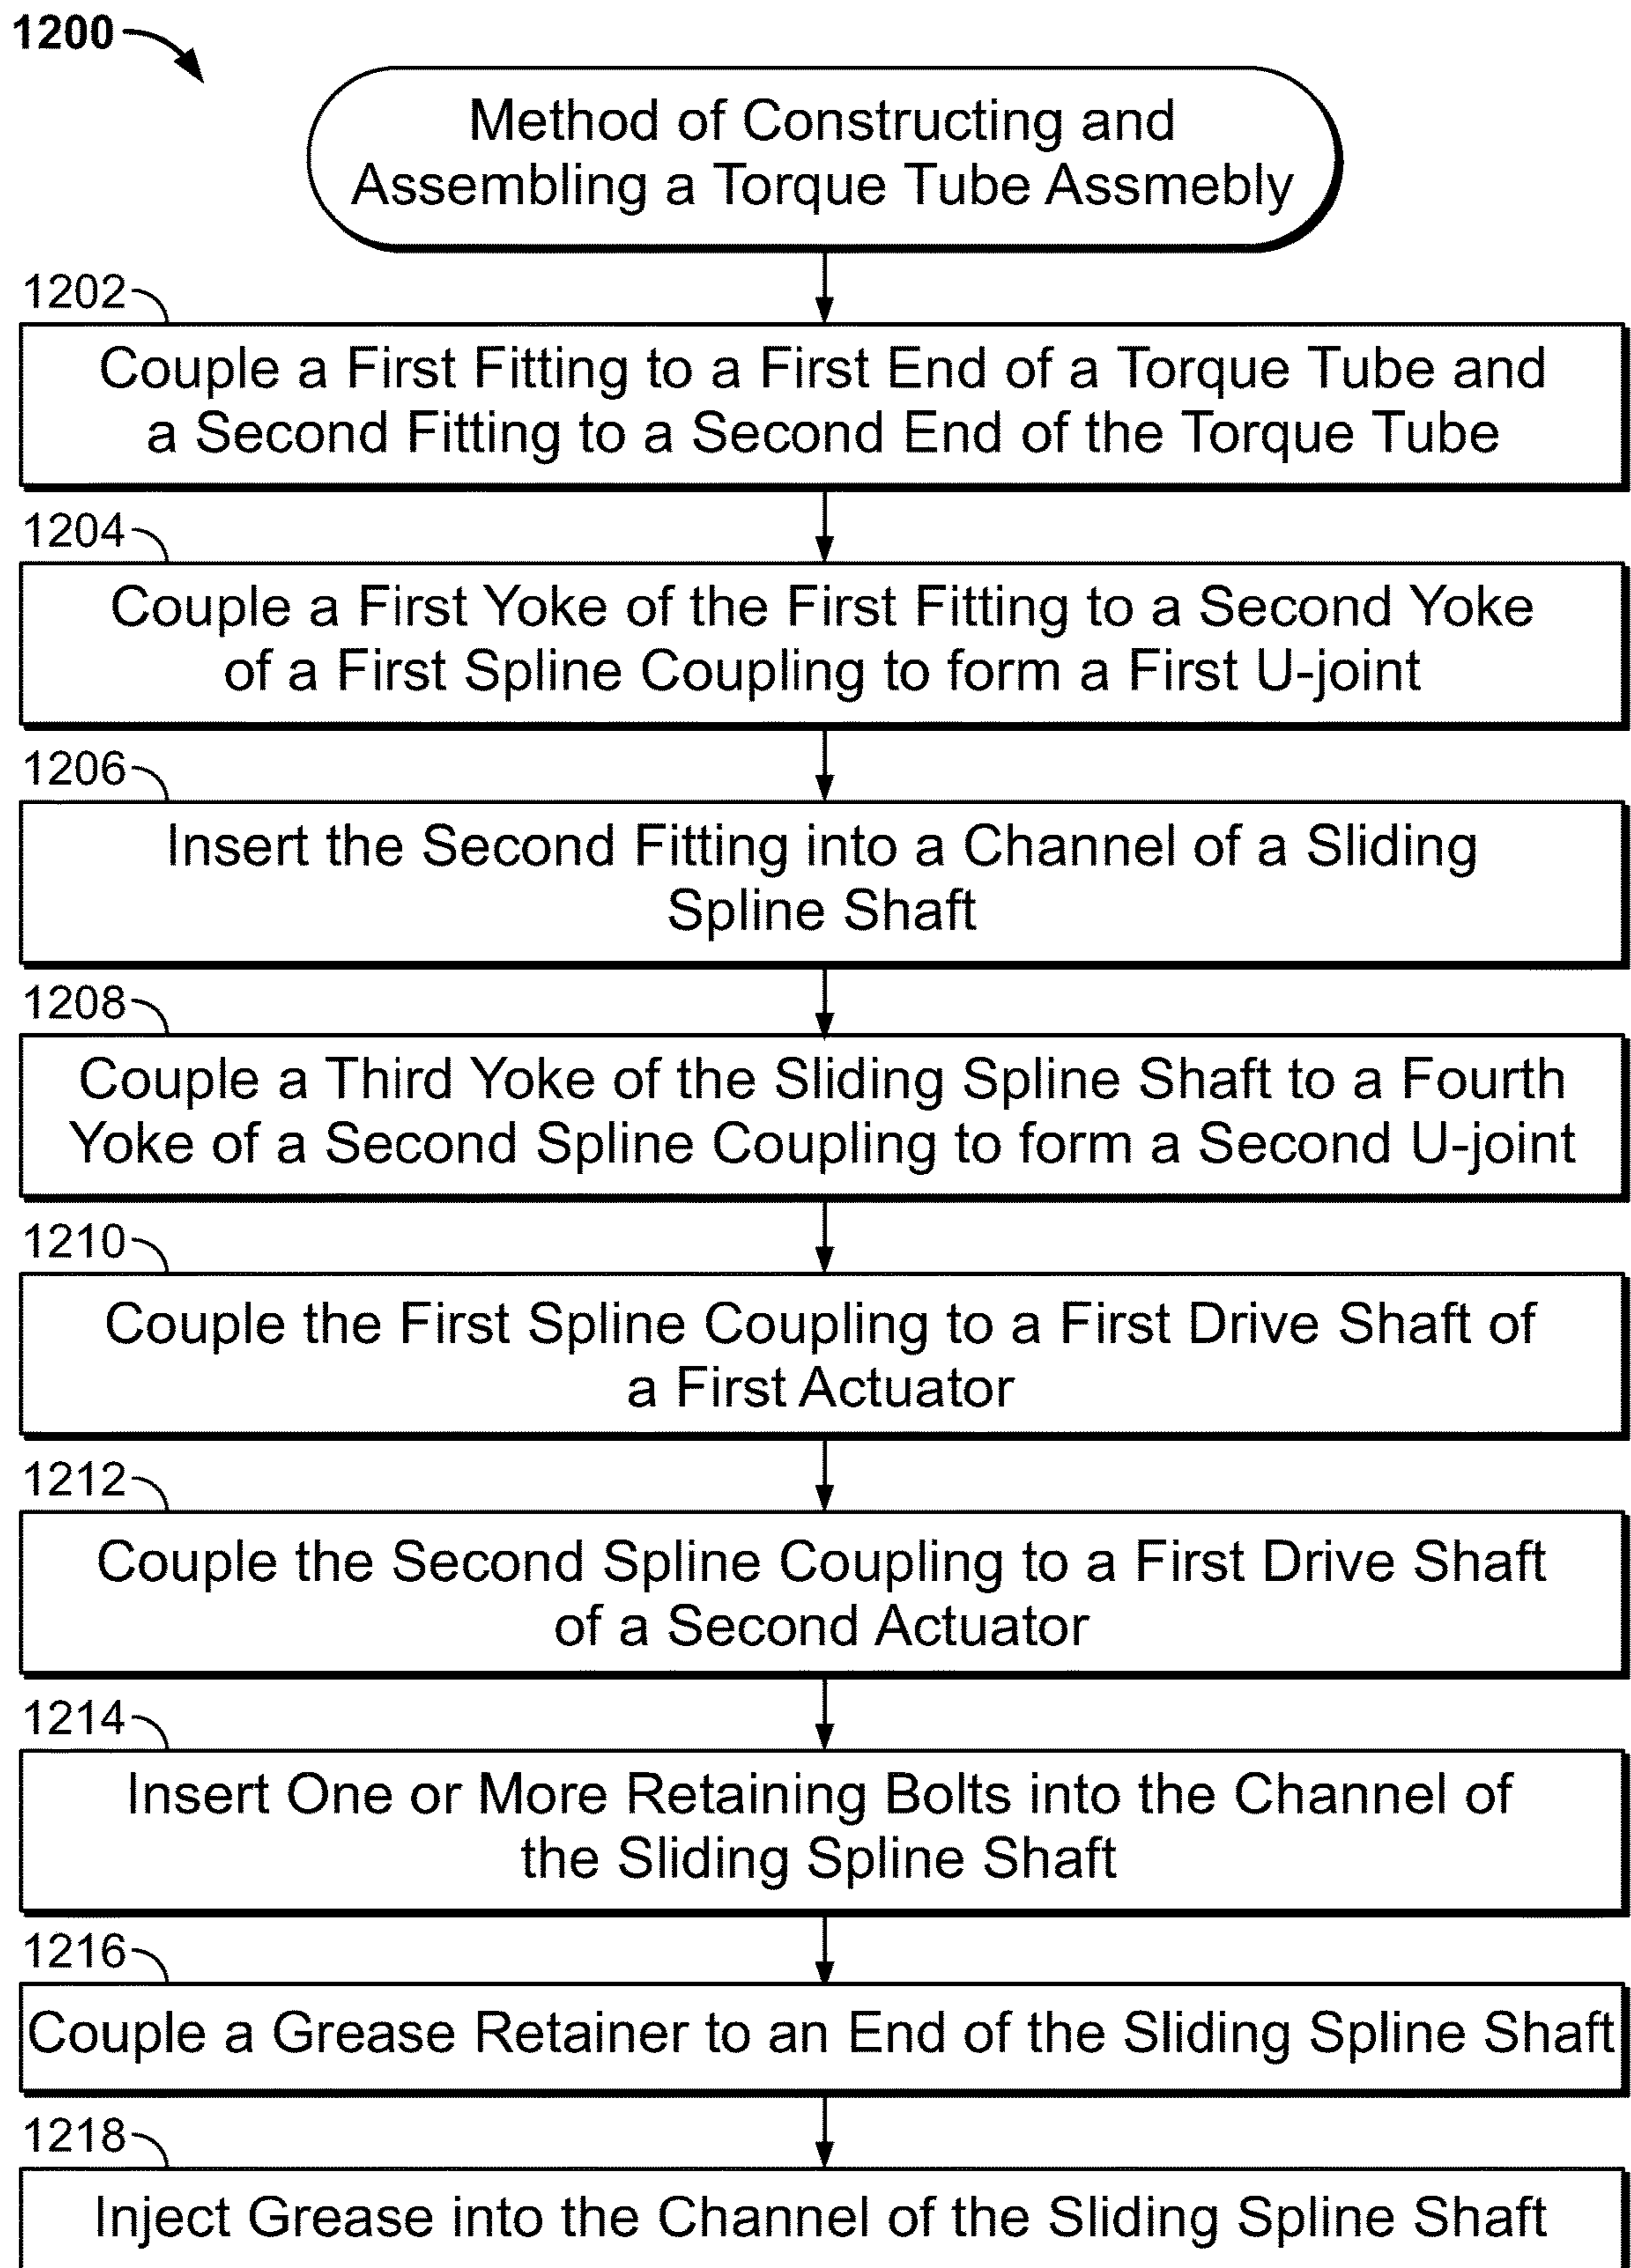 1200
Method of Constructing and
Assembling a Torque Tube Assmebly
1202
Couple a First Fitting to a First End of a Torque Tube and
a Second Fitting to a Second End of the Torque Tube
1204
Couple a First Yoke of the First Fitting to a Second Yoke
of a First Spline Coupling to form a First U-joint
1206
Insert the Second Fitting into a Channel of a Sliding
Spline Shaft
1208
Couple a Third Yoke of the Sliding Spline Shaft to a Fourth
Yoke of a Second Spline Coupling to form a Second U-joint
1210
Couple the First Spline Coupling to a First Drive Shaft of
a First Actuator
1212
Couple the Second Spline Coupling to a First Drive Shaft
of a Second Actuator
1214
Insert One or More Retaining Bolts into the Channel of
the Sliding Spline Shaft
1216
Couple a Grease Retainer to an End of the Sliding Spline Shaft
1218
Inject Grease into the Channel of the Sliding Spline Shaft